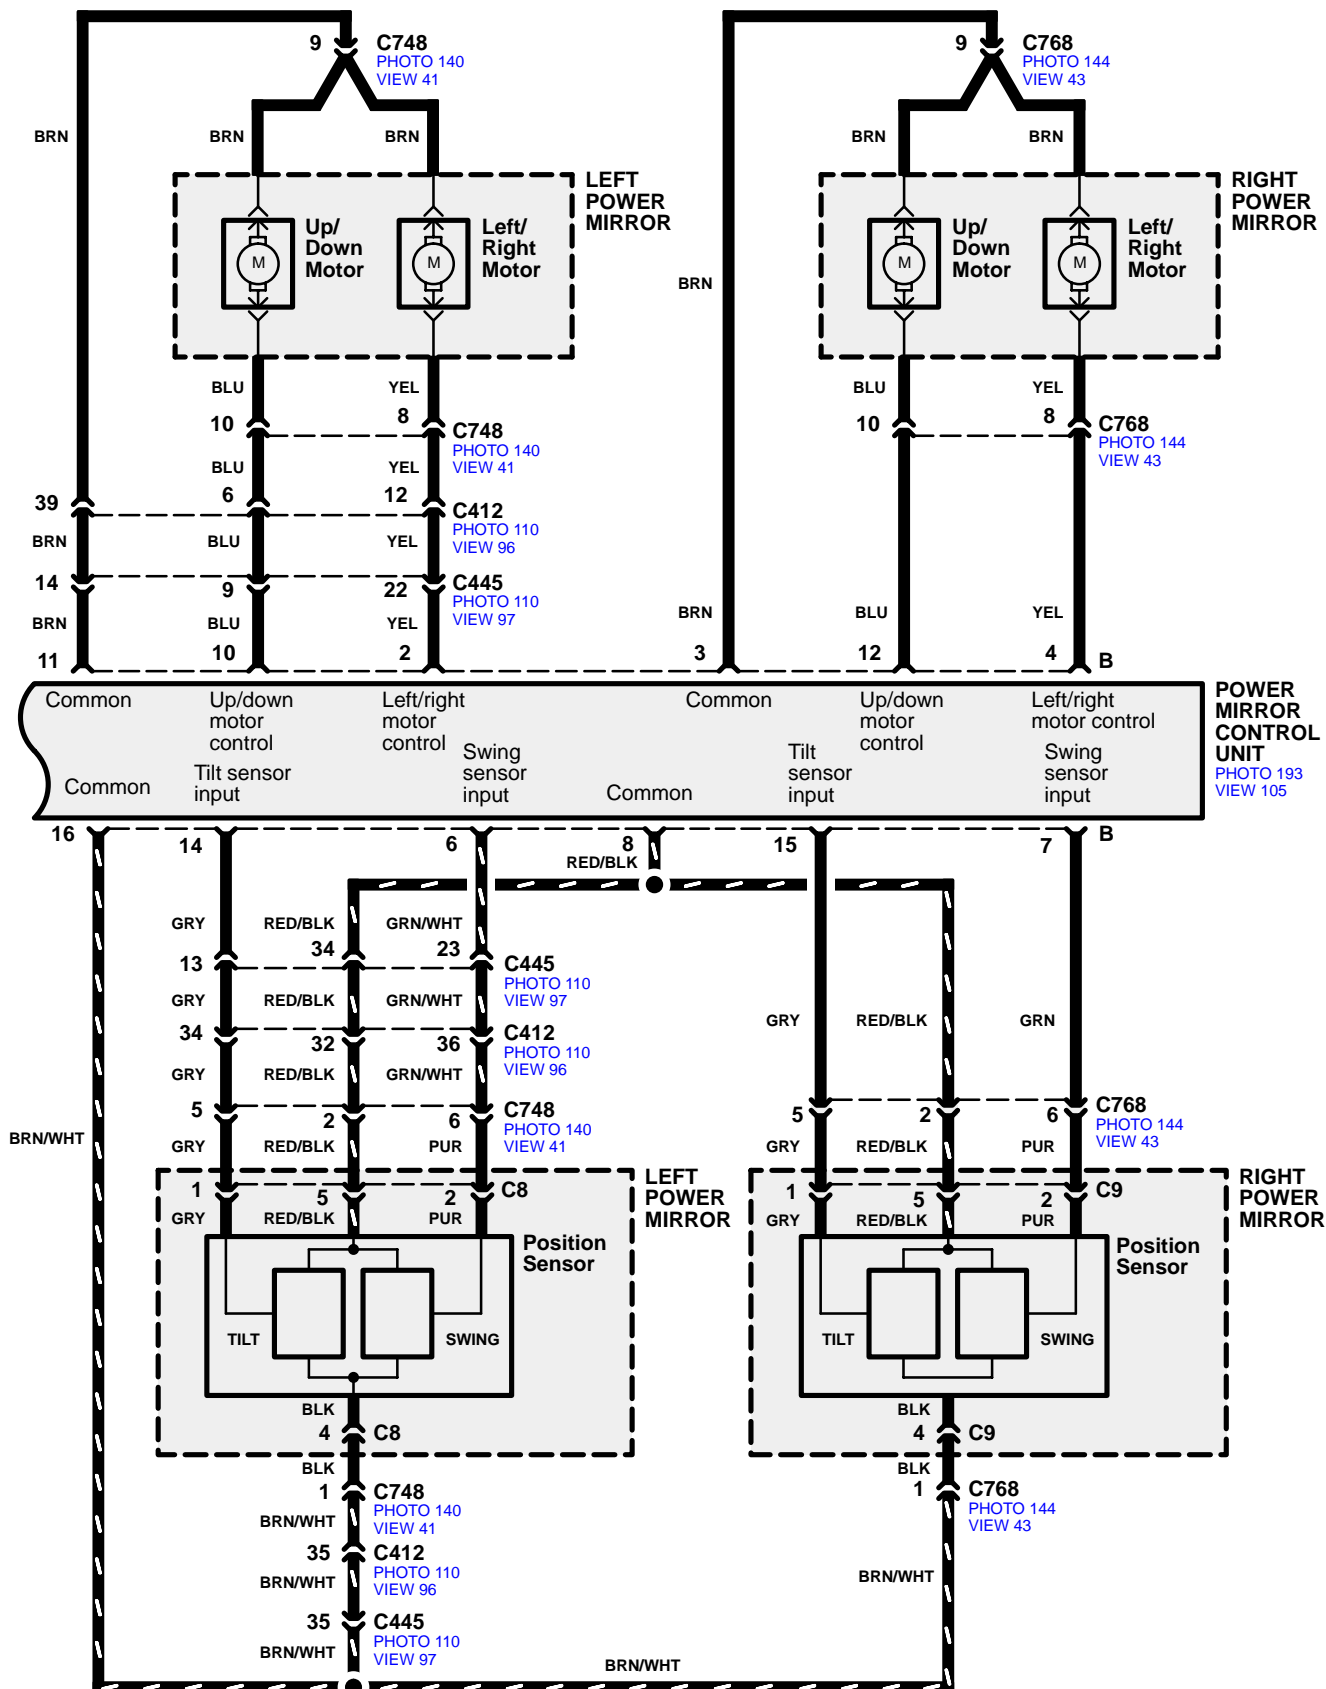 9 C748 9 C768
PHOTO 140 PHOTO 144
VIEW 41 VIEW 43
BRN BRN BRN BRN BRN
LEFT POWER MIRROR
RIGHT POWER MIRROR
Up/ Down Motor
Left/ Right Motor
Up/ Down Motor
Left/ Right Motor
M M M M
BRN
BLU YEL BLU YEL
10 8 C748 10 8 C768
PHOTO 140 PHOTO 144
VIEW 41 VIEW 43
BLU YEL
39 6 12 C412
PHOTO 110
VIEW 96
BRN BLU YEL
14 9 22 C445
PHOTO 110
VIEW 97
BRN BLU YEL BRN BLU YEL
11 10 2 3 12 4 B
Common
Up/down motor control
Left/right motor control
Common
Up/down motor control
Left/right motor control
POWER MIRROR CONTROL UNIT
PHOTO 193
VIEW 105
Common
Tilt sensor input
Swing sensor input
Common
Tilt sensor input
Swing sensor input
16 14 6 8 15 7 B
RED/BLK
GRY RED/BLK GRN/WHT
13 34 23 C445
PHOTO 110
VIEW 97
GRY RED/BLK GRN/WHT
GRY RED/BLK GRN
34 32 36 C412
PHOTO 110
VIEW 96
GRY RED/BLK GRN/WHT
5 2 6 C748 5 2 6 C768
PHOTO 140 PHOTO 144
VIEW 41 VIEW 43
BRN/WHT
GRY RED/BLK PUR GRY RED/BLK PUR
LEFT POWER MIRROR
RIGHT POWER MIRROR
1 5 2 C8 1 5 2 C9
GRY RED/BLK PUR GRY RED/BLK PUR
Position Sensor
Position Sensor
TILT SWING TILT SWING
BLK BLK
4 C8 4 C9
BLK BLK
1 C748 1 C768
PHOTO 140 PHOTO 144
VIEW 41 VIEW 43
BRN/WHT
35 C412
PHOTO 110
VIEW 96
BRN/WHT BRN/WHT
35 C445
PHOTO 110
VIEW 97
BRN/WHT BRN/WHT